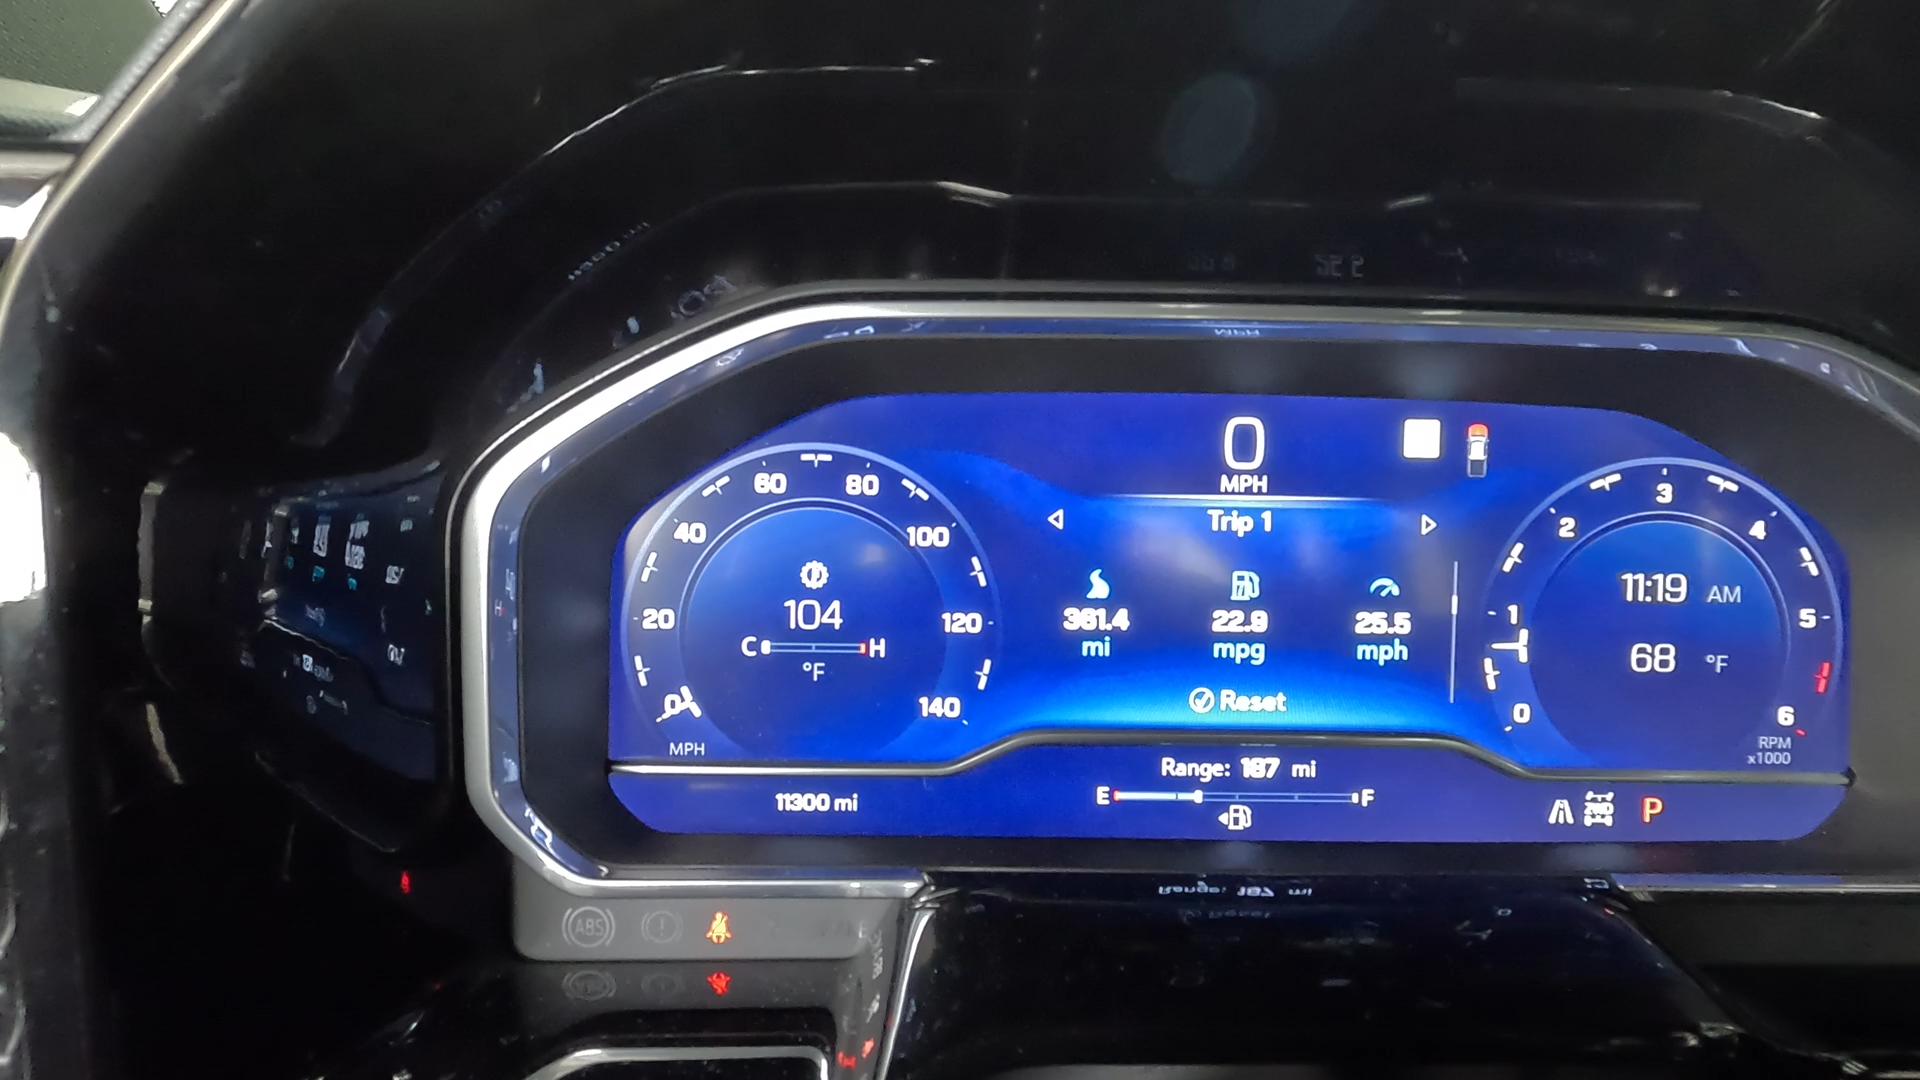 0
MPH
Trip 1
361.4 22.9 25.5
mi mpg mph
Reset
0 20 40 60 80 100 120 140
MPH
104
C H
°F
0 1 2 3 4 5 6
RPM
x1000
11:19 AM
68 °F
Range: 187 mi
E F
11300 mi
2WD
P
ABS